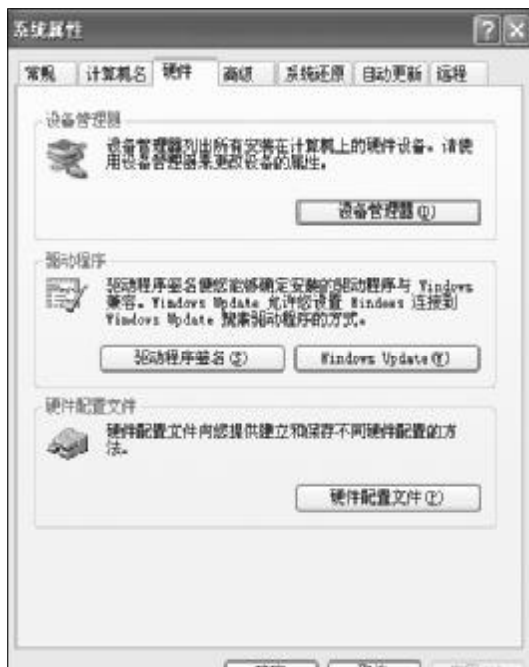 系统属性
常规 计算机名 硬件 高级 系统还原 自动更新 远程
设备管理器
设备管理器列出所有安装在计算机上的硬件设备。请使
用设备管理器来更改设备的属性。
设备管理器(D)
驱动程序
驱动程序签名使您能够确定安装的驱动程序与 Windows
兼容。Windows Update 允许您设置 Windows 连接到
Windows Update 搜索驱动程序的方式。
驱动程序签名(S) Windows Update(W)
硬件配置文件
硬件配置文件向您提供建立和保存不同硬件配置的方
法。
硬件配置文件(P)